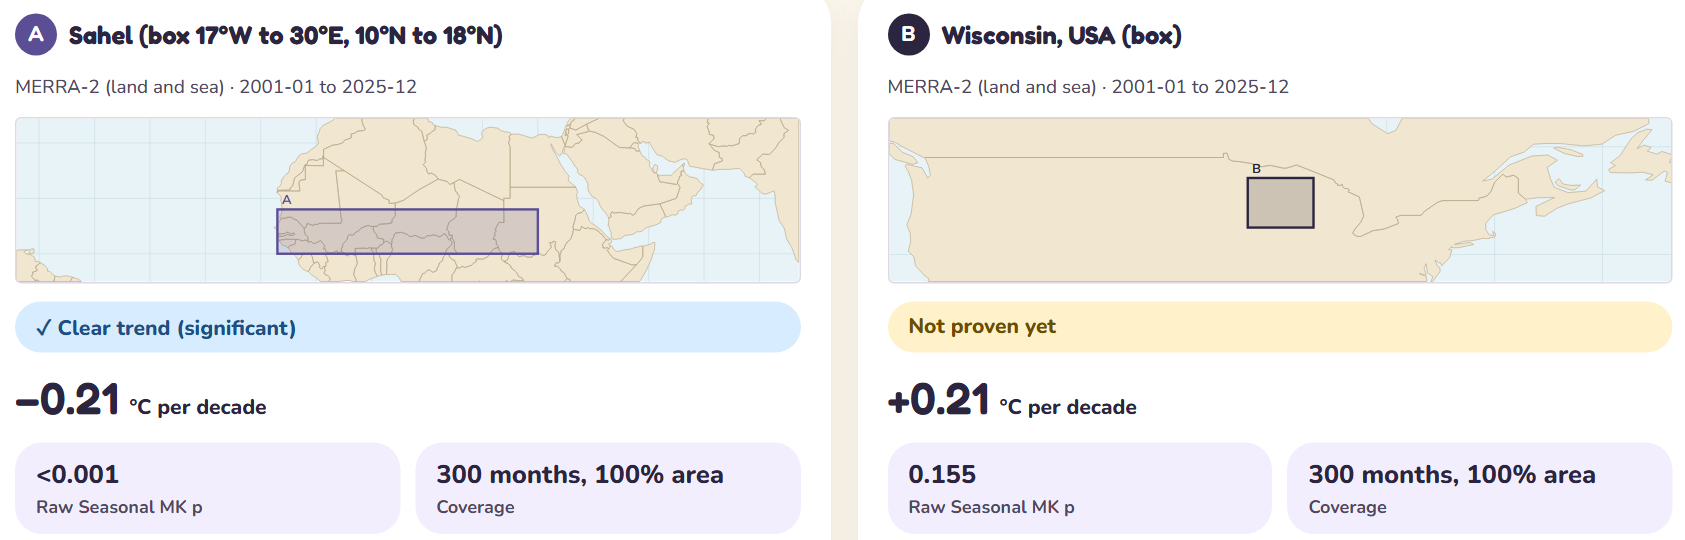 A Sahel (box 17°W to 30°E, 10°N to 18°N)
MERRA-2 (land and sea) · 2001-01 to 2025-12
A
✓ Clear trend (significant)
−0.21 °C per decade
<0.001
Raw Seasonal MK p
300 months, 100% area
Coverage
B Wisconsin, USA (box)
MERRA-2 (land and sea) · 2001-01 to 2025-12
B
Not proven yet
+0.21 °C per decade
0.155
Raw Seasonal MK p
300 months, 100% area
Coverage